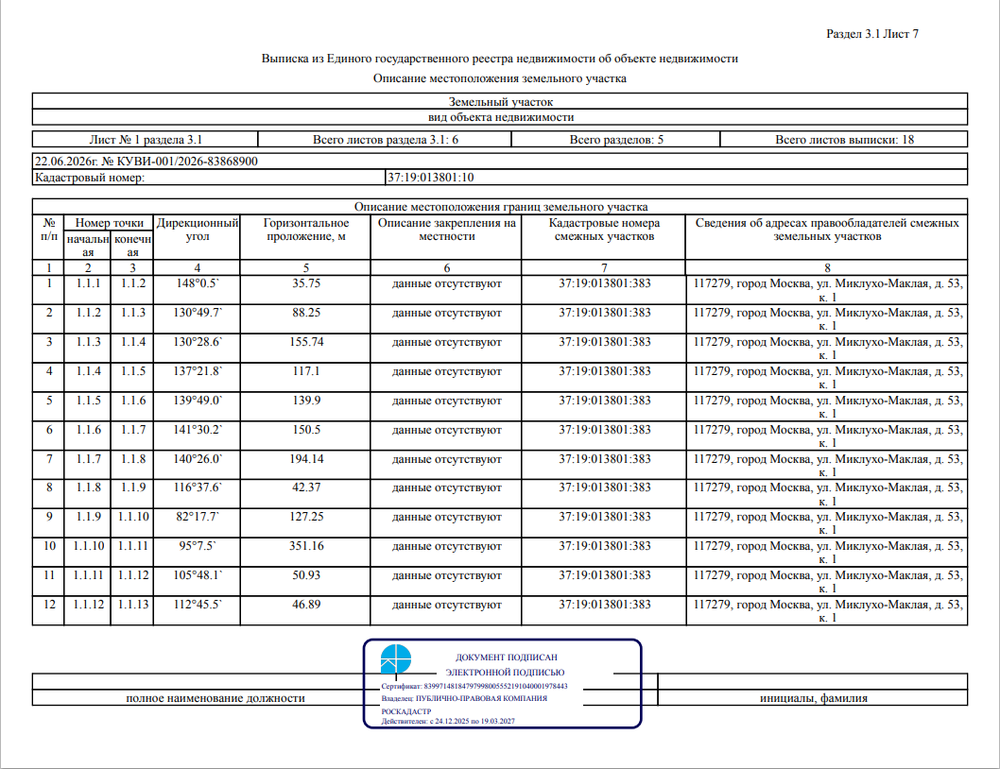 Раздел 3.1 Лист 7
Выписка из Единого государственного реестра недвижимости об объекте недвижимости
Описание местоположения земельного участка
Земельный участок
вид объекта недвижимости
Лист № 1 раздела 3.1 Всего листов раздела 3.1: 6 Всего разделов: 5 Всего листов выписки: 18
22.06.2026г. № КУВИ-001/2026-83868900
Кадастровый номер: 37:19:013801:10
Описание местоположения границ земельного участка
№ п/п Номер точки Дирекционный угол Горизонтальное проложение, м Описание закрепления на местности Кадастровые номера смежных участков Сведения об адресах правообладателей смежных земельных участков
начальная конечная
1 2 3 4 5 6 7 8
1 1.1.1 1.1.2 148°0.5` 35.75 данные отсутствуют 37:19:013801:383 117279, город Москва, ул. Миклухо-Маклая, д. 53,
к. 1
2 1.1.2 1.1.3 130°49.7` 88.25 данные отсутствуют 37:19:013801:383 117279, город Москва, ул. Миклухо-Маклая, д. 53,
к. 1
3 1.1.3 1.1.4 130°28.6` 155.74 данные отсутствуют 37:19:013801:383 117279, город Москва, ул. Миклухо-Маклая, д. 53,
к. 1
4 1.1.4 1.1.5 137°21.8` 117.1 данные отсутствуют 37:19:013801:383 117279, город Москва, ул. Миклухо-Маклая, д. 53,
к. 1
5 1.1.5 1.1.6 139°49.0` 139.9 данные отсутствуют 37:19:013801:383 117279, город Москва, ул. Миклухо-Маклая, д. 53,
к. 1
6 1.1.6 1.1.7 141°30.2` 150.5 данные отсутствуют 37:19:013801:383 117279, город Москва, ул. Миклухо-Маклая, д. 53,
к. 1
7 1.1.7 1.1.8 140°26.0` 194.14 данные отсутствуют 37:19:013801:383 117279, город Москва, ул. Миклухо-Маклая, д. 53,
к. 1
8 1.1.8 1.1.9 116°37.6` 42.37 данные отсутствуют 37:19:013801:383 117279, город Москва, ул. Миклухо-Маклая, д. 53,
к. 1
9 1.1.9 1.1.10 82°17.7` 127.25 данные отсутствуют 37:19:013801:383 117279, город Москва, ул. Миклухо-Маклая, д. 53,
к. 1
10 1.1.10 1.1.11 95°7.5` 351.16 данные отсутствуют 37:19:013801:383 117279, город Москва, ул. Миклухо-Маклая, д. 53,
к. 1
11 1.1.11 1.1.12 105°48.1` 50.93 данные отсутствуют 37:19:013801:383 117279, город Москва, ул. Миклухо-Маклая, д. 53,
к. 1
12 1.1.12 1.1.13 112°45.5` 46.89 данные отсутствуют 37:19:013801:383 117279, город Москва, ул. Миклухо-Маклая, д. 53,
к. 1
ДОКУМЕНТ ПОДПИСАН
ЭЛЕКТРОННОЙ ПОДПИСЬЮ
Сертификат: 83997148184797998005552191040001978443
Владелец: ПУБЛИЧНО-ПРАВОВАЯ КОМПАНИЯ
РОСКАДАСТР
Действителен: с 24.12.2025 по 19.03.2027
полное наименование должности инициалы, фамилия